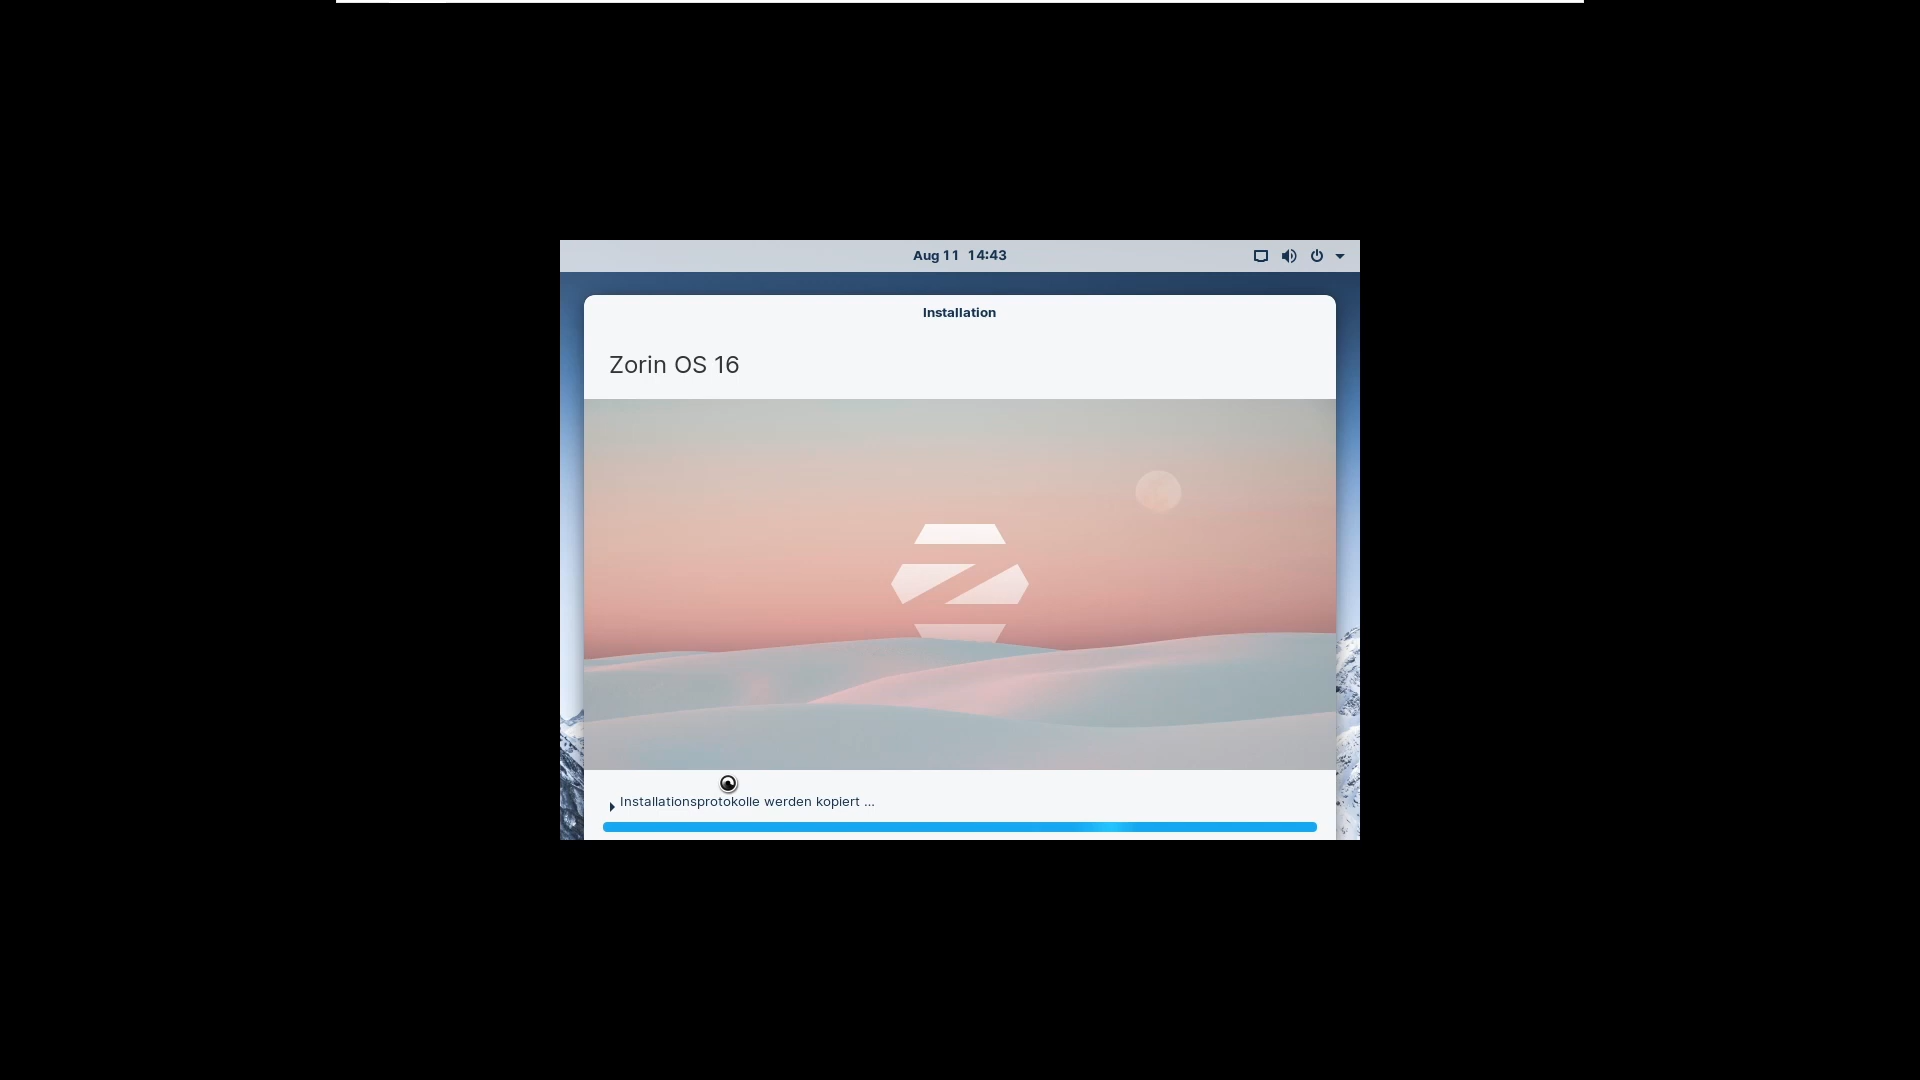 Aug 11 14:43
Installation
Zorin OS 16
Installationsprotokolle werden kopiert ...